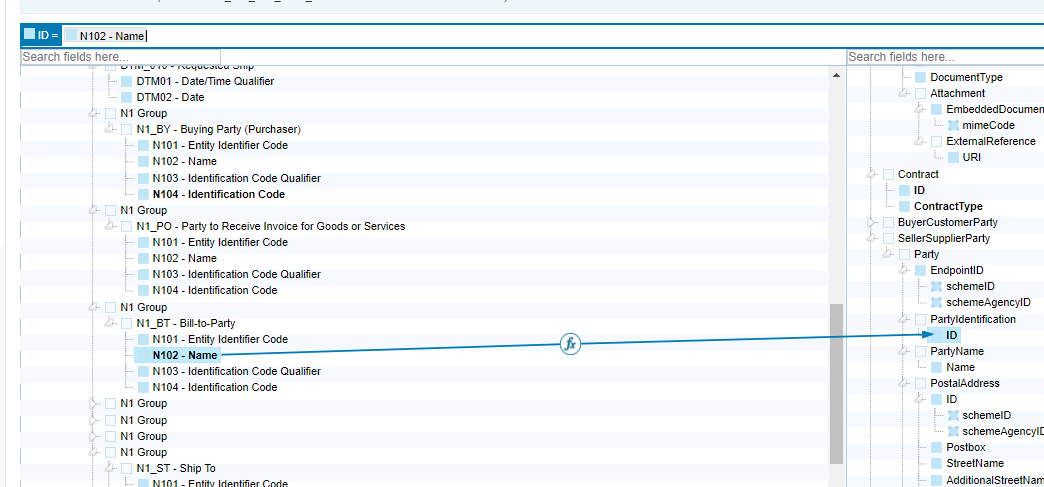 ID = N102 - Name
Search fields here...
DTM_010 - Requested Ship
DTM01 - Date/Time Qualifier
DTM02 - Date
N1 Group
N1_BY - Buying Party (Purchaser)
N101 - Entity Identifier Code
N102 - Name
N103 - Identification Code Qualifier
N104 - Identification Code
N1 Group
N1_PO - Party to Receive Invoice for Goods or Services
N101 - Entity Identifier Code
N102 - Name
N103 - Identification Code Qualifier
N104 - Identification Code
N1 Group
N1_BT - Bill-to-Party
N101 - Entity Identifier Code
N102 - Name
N103 - Identification Code Qualifier
N104 - Identification Code
N1 Group
N1 Group
N1 Group
N1 Group
N1_ST - Ship To
N101 - Entity Identifier Code
fx
Search fields here...
DocumentType
Attachment
EmbeddedDocumen
mimeCode
ExternalReference
URI
Contract
ID
ContractType
BuyerCustomerParty
SellerSupplierParty
Party
EndpointID
schemeID
schemeAgencyID
PartyIdentification
ID
PartyName
Name
PostalAddress
ID
schemeID
schemeAgencyID
Postbox
StreetName
AdditionalStreetNam